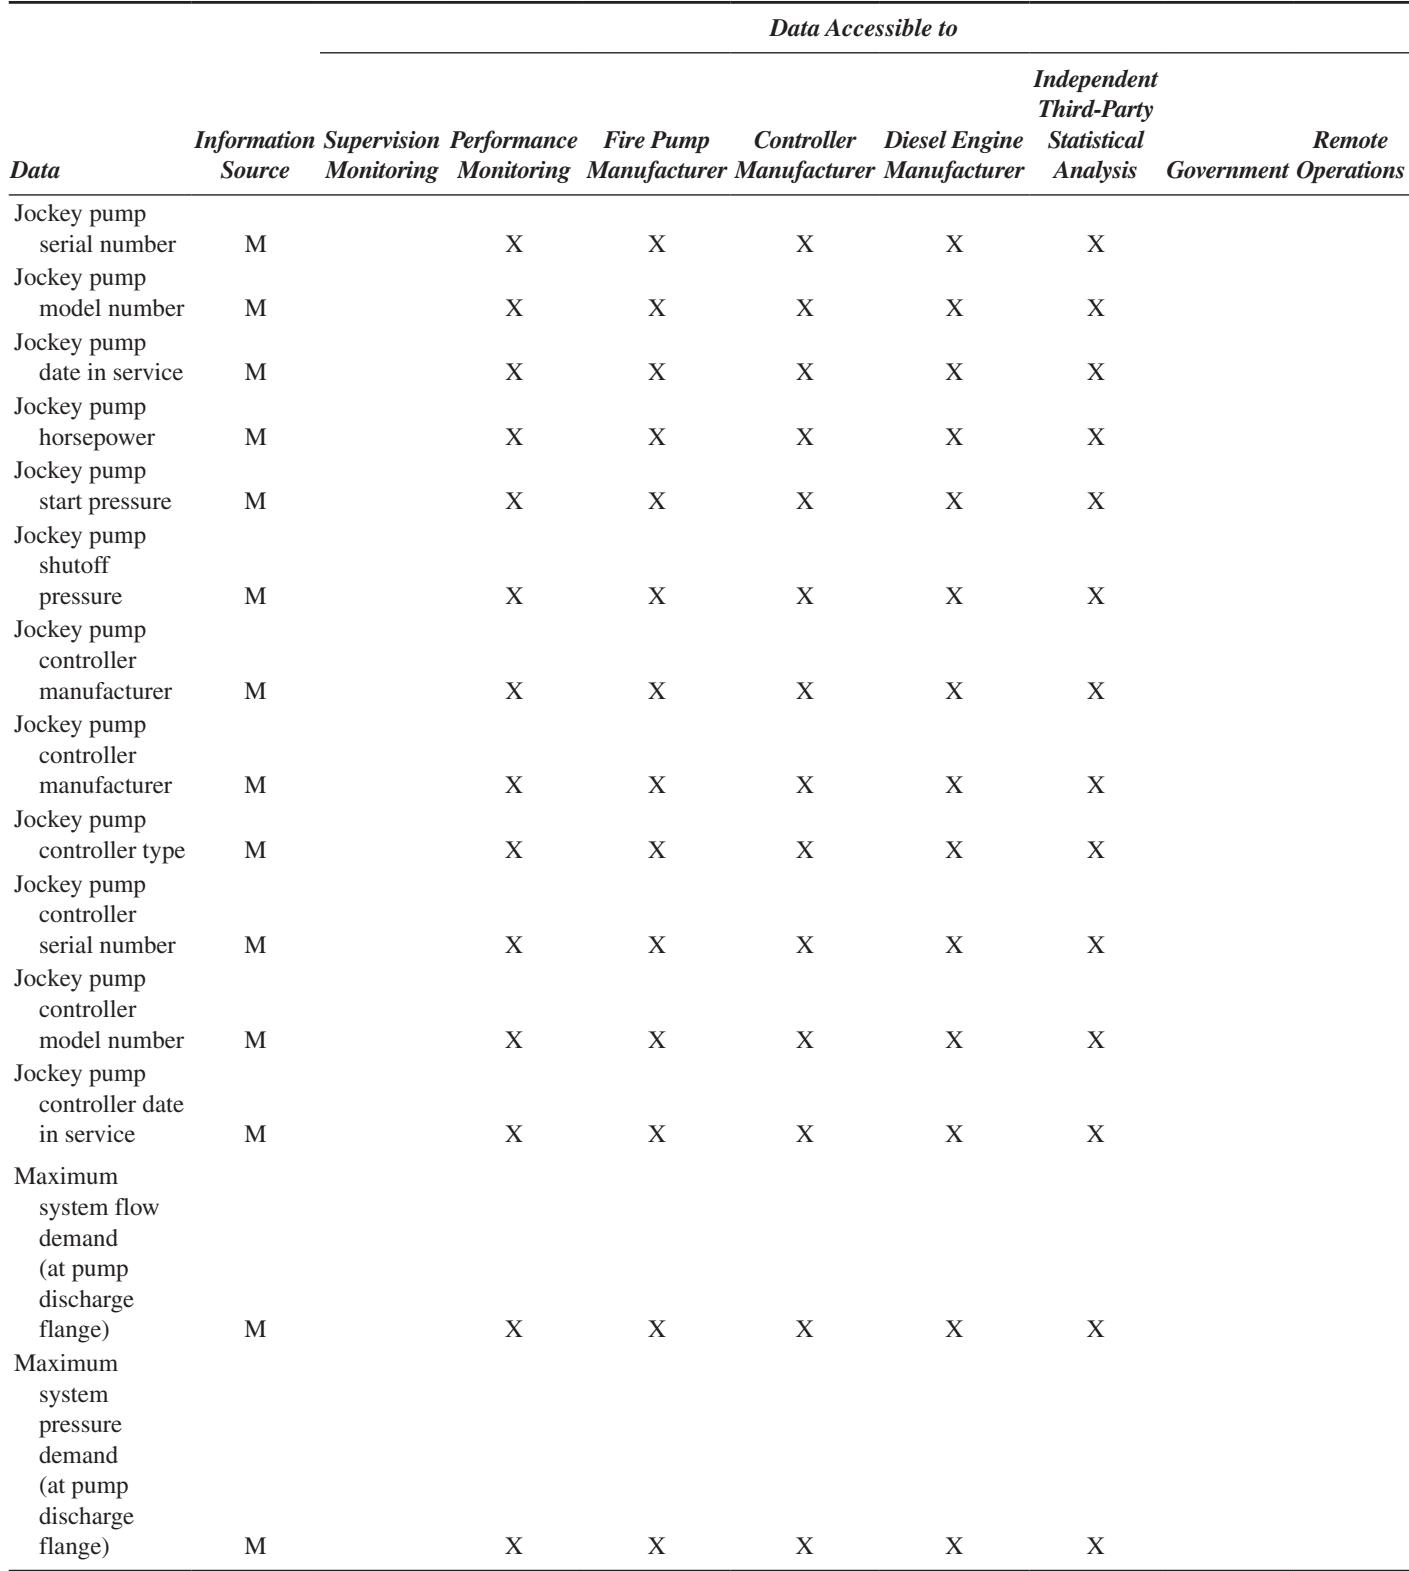 Data Accessible to
Independent
Third-Party
Information Supervision Performance Fire Pump Controller Diesel Engine Statistical Remote
Data Source Monitoring Monitoring Manufacturer Manufacturer Manufacturer Analysis Government Operations
Jockey pump
serial number M X X X X X
Jockey pump
model number M X X X X X
Jockey pump
date in service M X X X X X
Jockey pump
horsepower M X X X X X
Jockey pump
start pressure M X X X X X
Jockey pump
shutoff
pressure M X X X X X
Jockey pump
controller
manufacturer M X X X X X
Jockey pump
controller
manufacturer M X X X X X
Jockey pump
controller type M X X X X X
Jockey pump
controller
serial number M X X X X X
Jockey pump
controller
model number M X X X X X
Jockey pump
controller date
in service M X X X X X
Maximum
system flow
demand
(at pump
discharge
flange) M X X X X X
Maximum
system
pressure
demand
(at pump
discharge
flange) M X X X X X